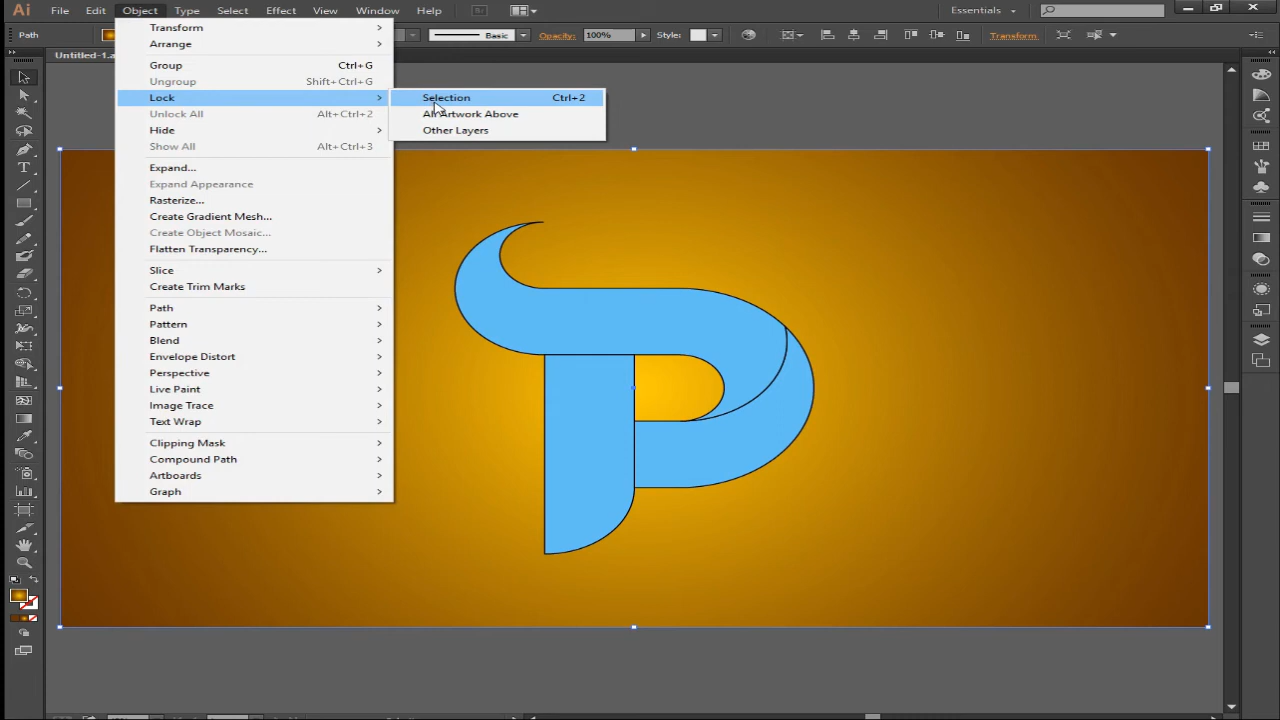 Ai File Edit Object Type Select Effect View Window Help Br Essentials
Path Basic Opacity: 100% Style: Transform
Untitled-1.a
Transform
Arrange
Group Ctrl+G
Ungroup Shift+Ctrl+G
Lock
Unlock All Alt+Ctrl+2
Hide
Show All Alt+Ctrl+3
Expand...
Expand Appearance
Rasterize...
Create Gradient Mesh...
Create Object Mosaic...
Flatten Transparency...
Slice
Create Trim Marks
Path
Pattern
Blend
Envelope Distort
Perspective
Live Paint
Image Trace
Text Wrap
Clipping Mask
Compound Path
Artboards
Graph
Selection Ctrl+2
All Artwork Above
Other Layers